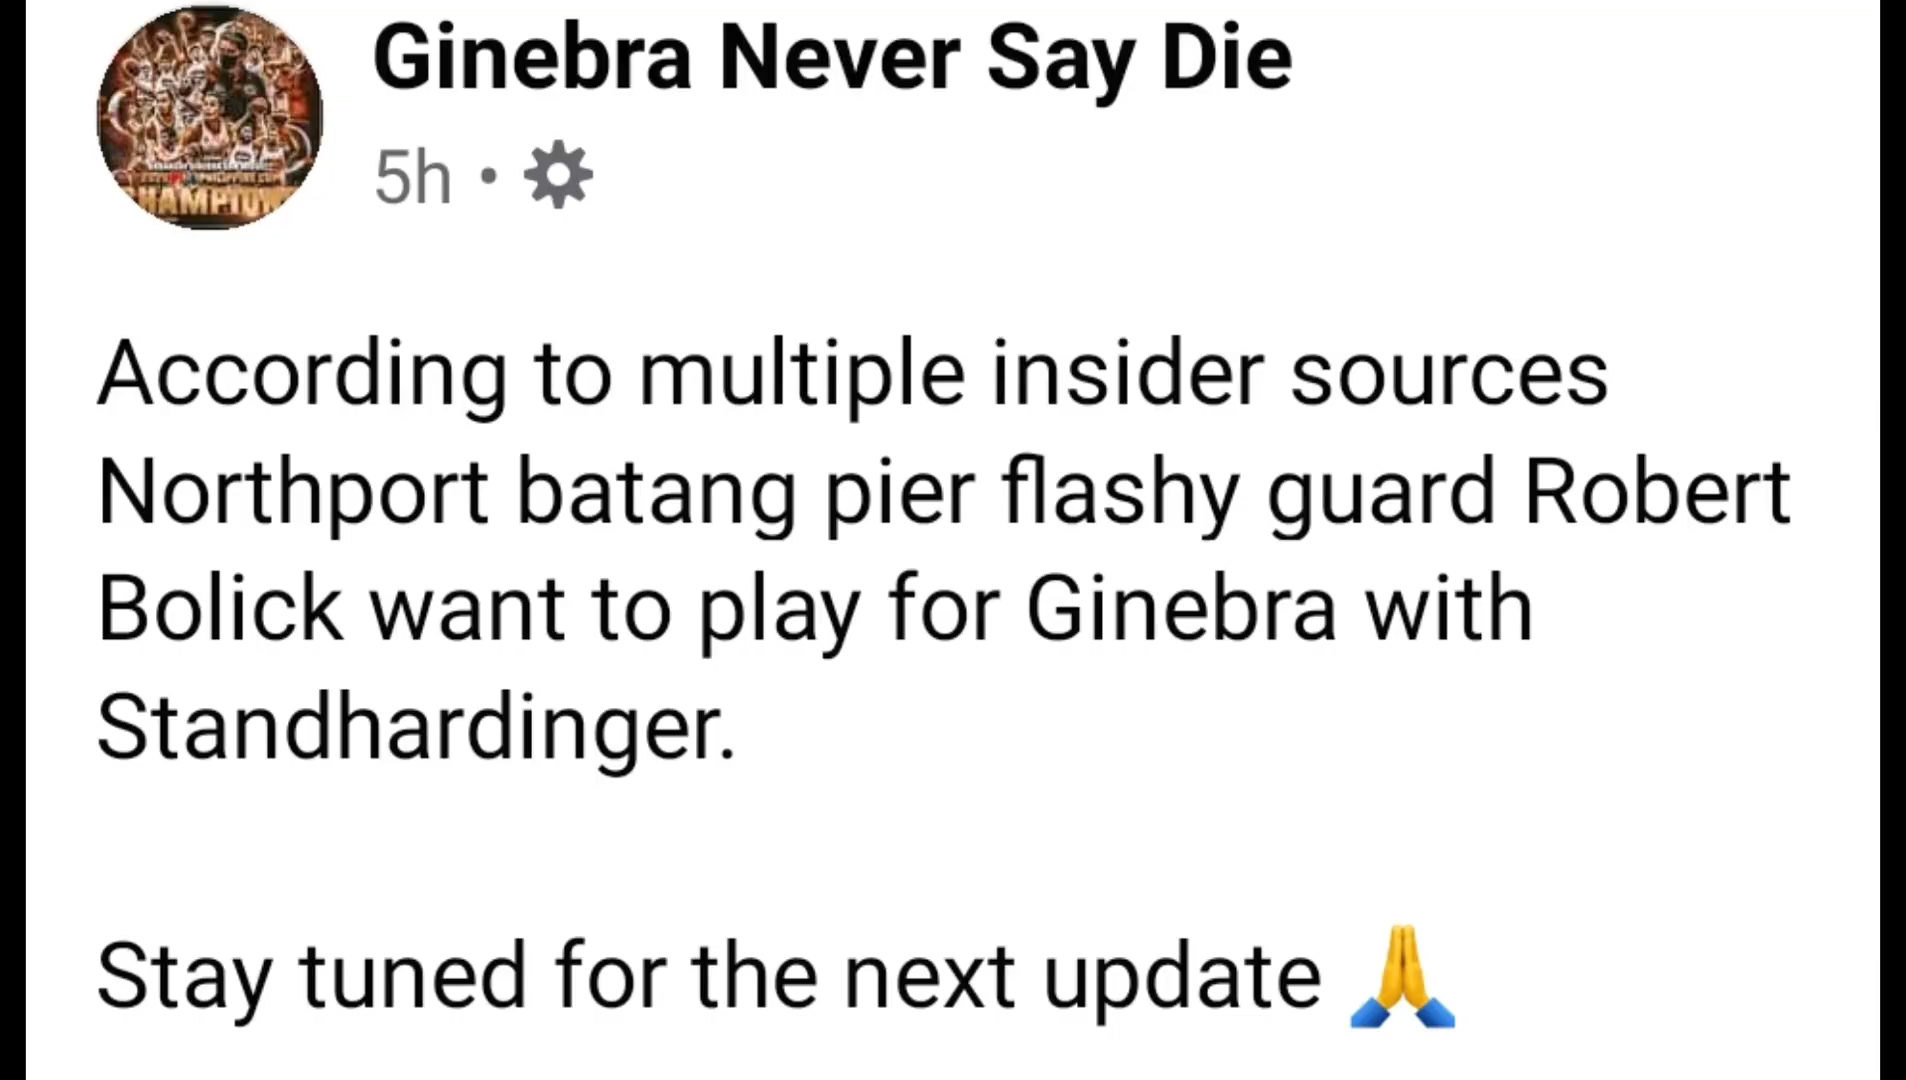 Ginebra Never Say Die
5h •
According to multiple insider sources
Northport batang pier flashy guard Robert
Bolick want to play for Ginebra with
Standhardinger.
Stay tuned for the next update 🙏